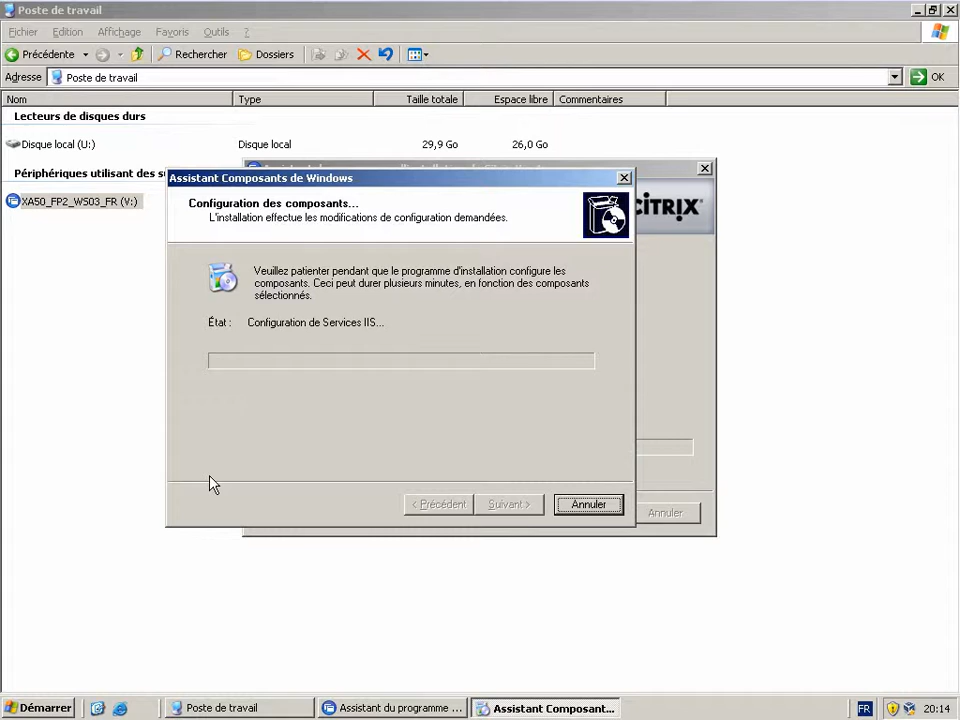 Poste de travail
Fichier Edition Affichage Favoris Outils ?
Précédente Rechercher Dossiers
Adresse Poste de travail OK
Nom Type Taille totale Espace libre Commentaires
Lecteurs de disques durs
Disque local (U:) Disque local 29,9 Go 26,0 Go
Périphériques utilisant des
XA50_FP2_WS03_FR (V:)
Assistant Composants de Windows
Configuration des composants...
L'installation effectue les modifications de configuration demandées.
CITRIX
Veuillez patienter pendant que le programme d'installation configure les
composants. Ceci peut durer plusieurs minutes, en fonction des composants
sélectionnés.
État : Configuration de Services IIS...
< Précédent Suivant > Annuler
Annuler
Démarrer Poste de travail Assistant du programme ... Assistant Composant... FR 20:14